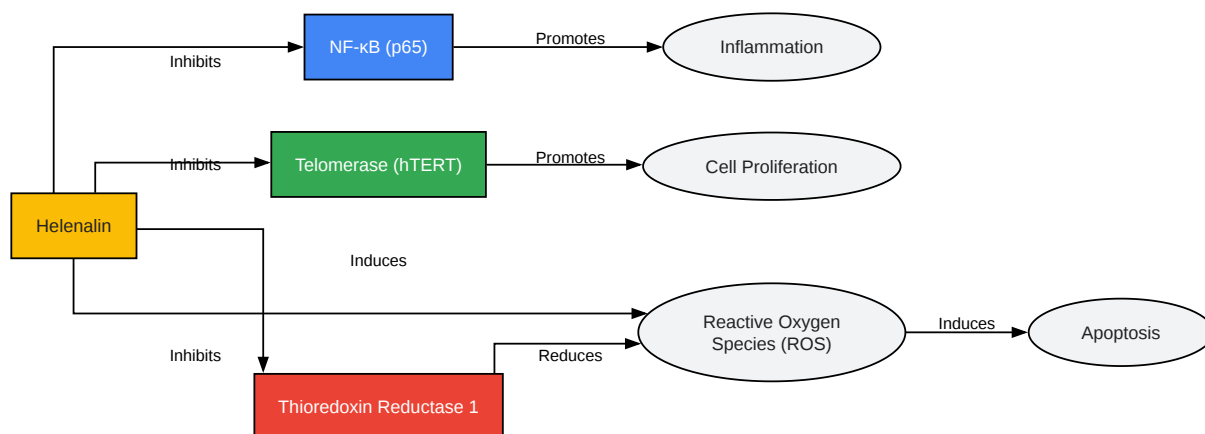 NF-κB (p65)
Promotes
Inflammation
Inhibits
Inhibits
Telomerase (hTERT)
Promotes
Cell Proliferation
Helenalin
Induces
Reactive Oxygen
Species (ROS)
Induces
Apoptosis
Inhibits
Reduces
Thioredoxin Reductase 1